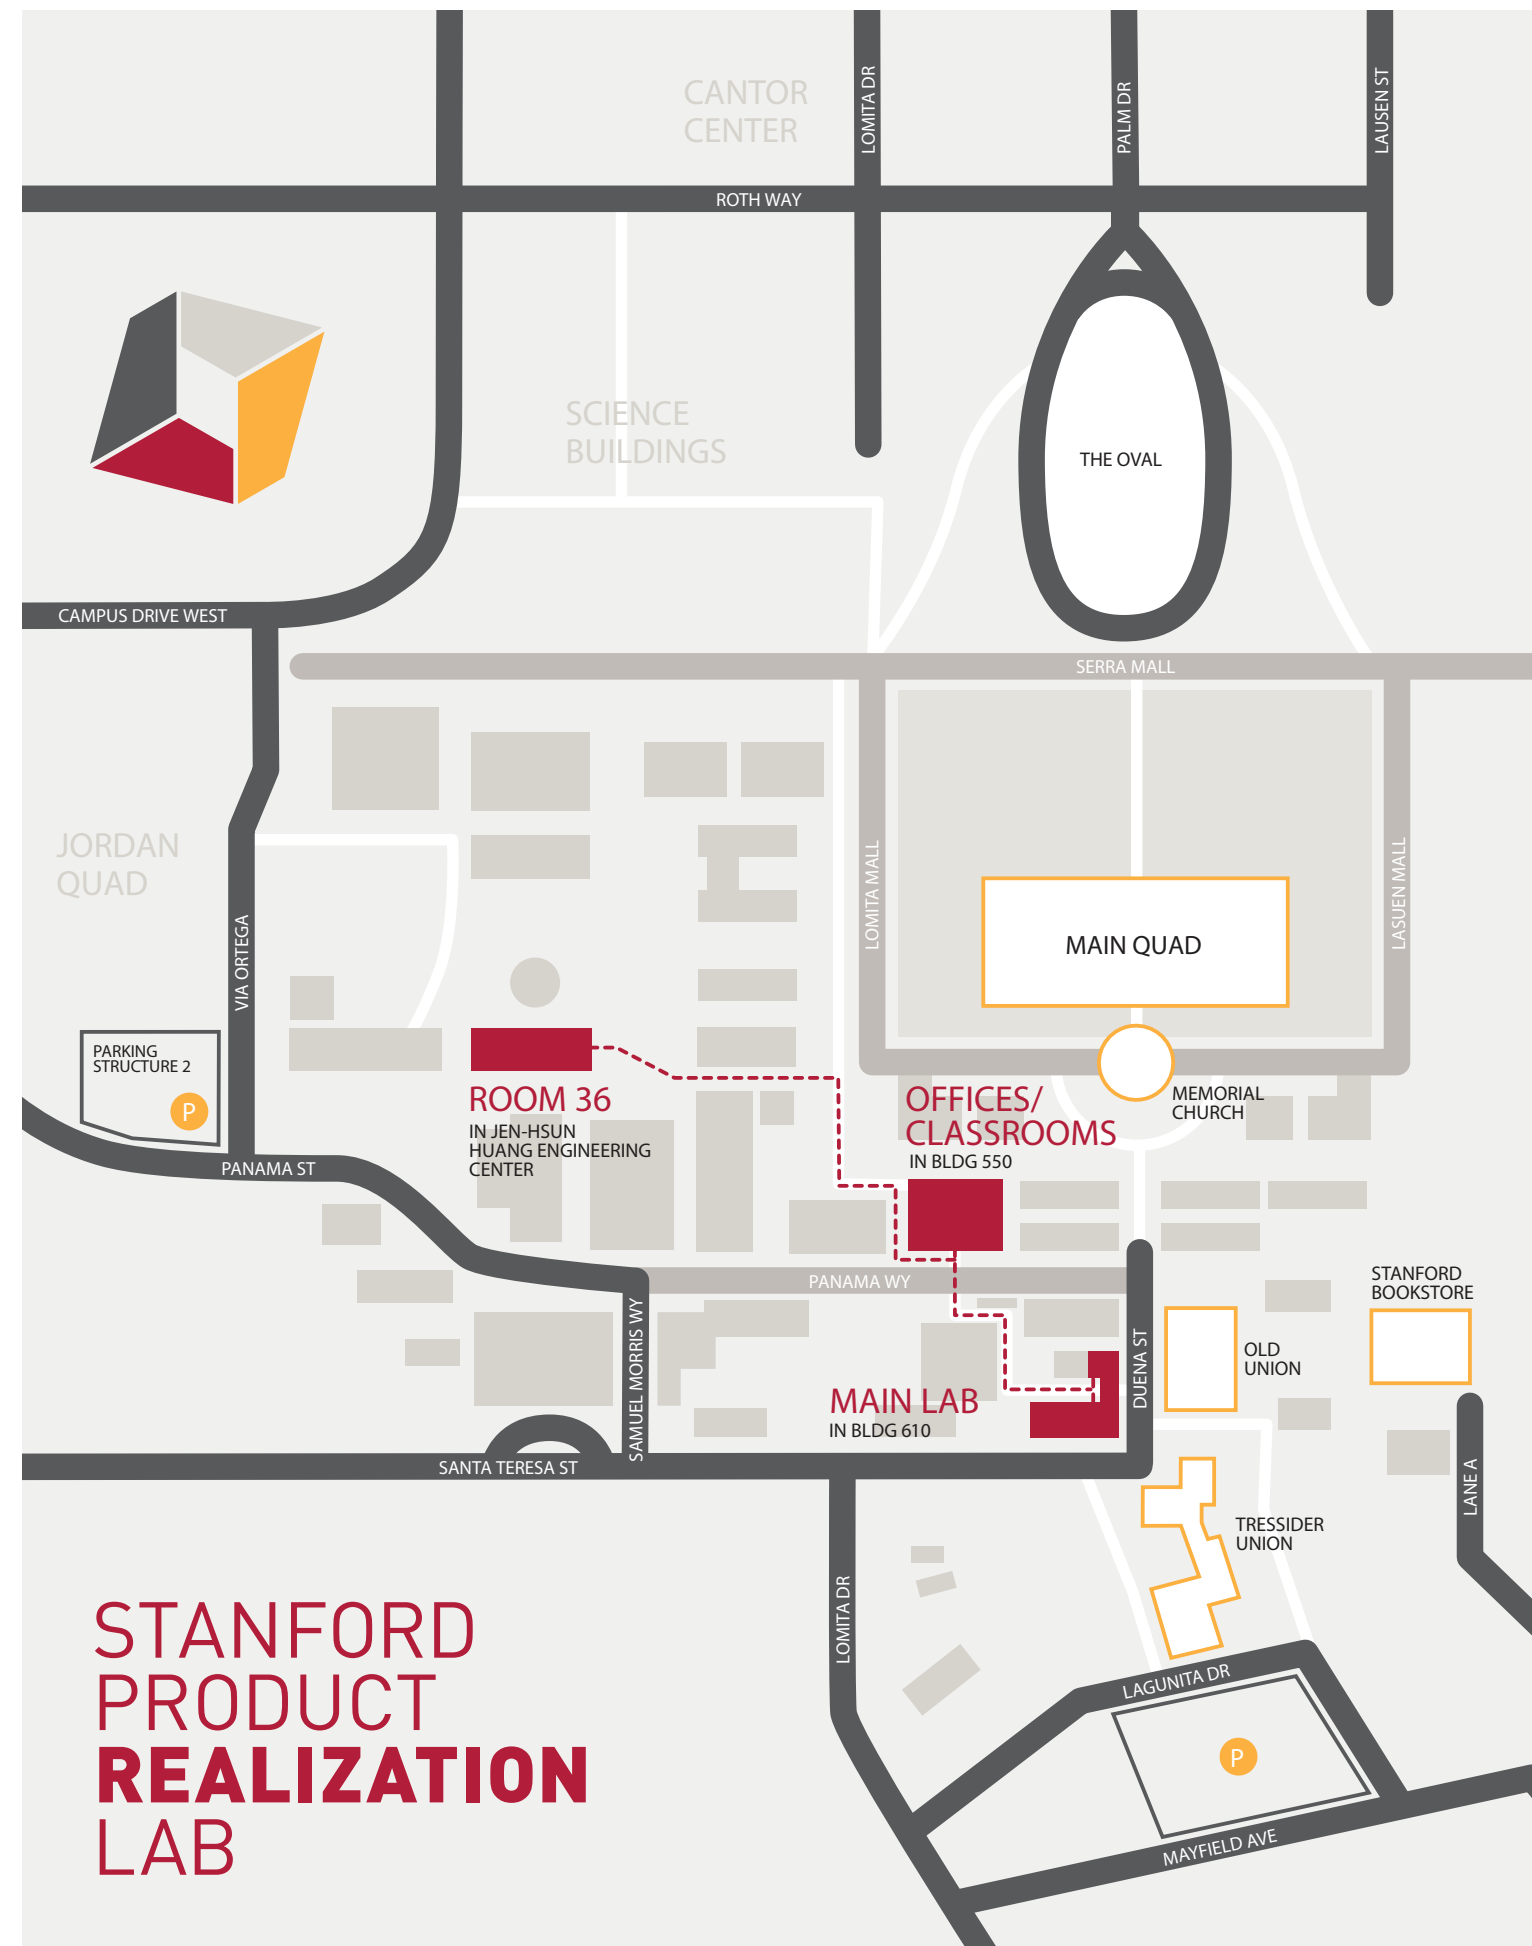 CANTOR
CENTER
LOMITA DR
PALM DR
LAUSEN ST
ROTH WAY
SCIENCE
BUILDINGS
THE OVAL
CAMPUS DRIVE WEST
SERRA MALL
JORDAN
QUAD
VIA ORTEGA
LOMITA MALL
LASUEN MALL
MAIN QUAD
PARKING
STRUCTURE 2
P
ROOM 36
IN JEN-HSUN
HUANG ENGINEERING
CENTER
OFFICES/
CLASSROOMS
IN BLDG 550
MEMORIAL
CHURCH
PANAMA ST
PANAMA WY
STANFORD
BOOKSTORE
SAMUEL MORRIS WY
DUENA ST
OLD
UNION
MAIN LAB
IN BLDG 610
SANTA TERESA ST
LANE A
TRESSIDER
UNION
LOMITA DR
LAGUNITA DR
P
MAYFIELD AVE
STANFORD
PRODUCT
REALIZATION
LAB